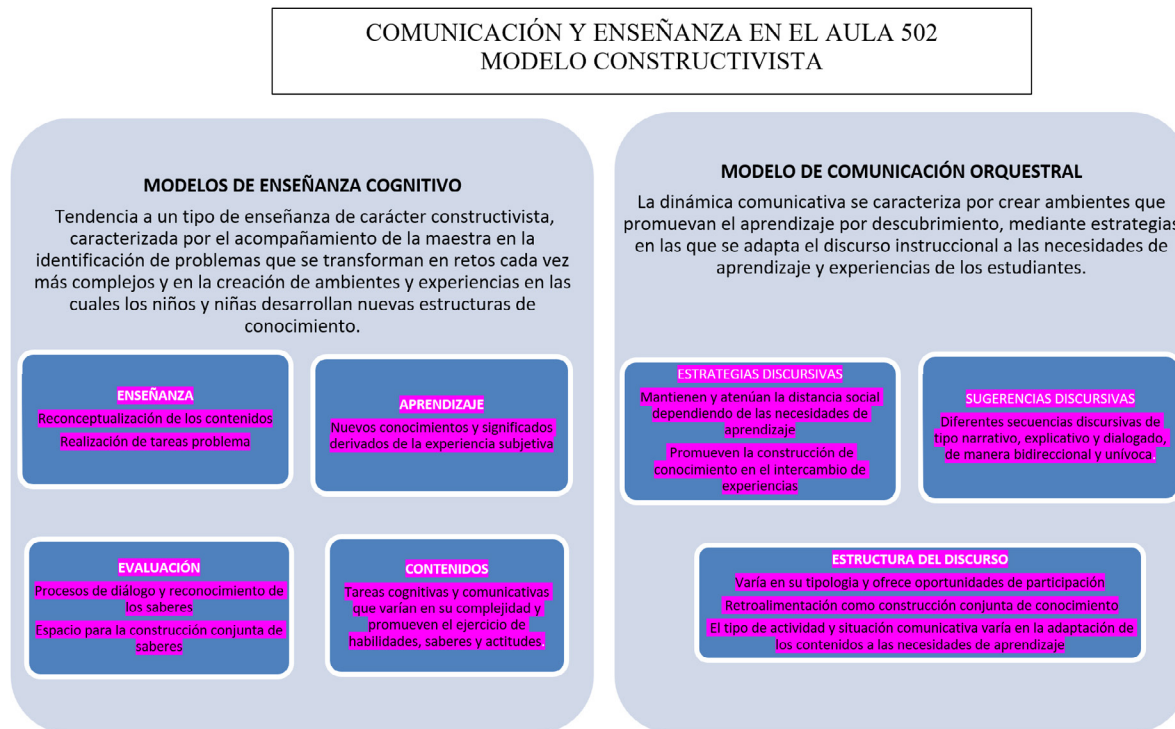 COMUNICACIÓN Y ENSEÑANZA EN EL AULA 502
MODELO CONSTRUCTIVISTA
MODELOS DE ENSEÑANZA COGNITIVO
Tendencia a un tipo de enseñanza de carácter constructivista,
caracterizada por el acompañamiento de la maestra en la
identificación de problemas que se transforman en retos cada vez
más complejos y en la creación de ambientes y experiencias en las
cuales los niños y niñas desarrollan nuevas estructuras de
conocimiento.
ENSEÑANZA
Reconceptualización de los contenidos
Realización de tareas problema
APRENDIZAJE
Nuevos conocimientos y significados
derivados de la experiencia subjetiva
EVALUACIÓN
Procesos de diálogo y reconocimiento de
los saberes
Espacio para la construcción conjunta de
saberes
CONTENIDOS
Tareas cognitivas y comunicativas
que varían en su complejidad y
promueven el ejercicio de
habilidades, saberes y actitudes.
MODELO DE COMUNICACIÓN ORQUESTRAL
La dinámica comunicativa se caracteriza por crear ambientes que
promuevan el aprendizaje por descubrimiento, mediante estrategias
en las que se adapta el discurso instruccional a las necesidades de
aprendizaje y experiencias de los estudiantes.
ESTRATEGIAS DISCURSIVAS
Mantienen y atenúan la distancia social
dependiendo de las necesidades de
aprendizaje
Promueven la construcción de
conocimiento en el intercambio de
experiencias
SUGERENCIAS DISCURSIVAS
Diferentes secuencias discursivas de
tipo narrativo, explicativo y dialogado,
de manera bidireccional y unívoca.
ESTRUCTURA DEL DISCURSO
Varía en su tipologia y ofrece oportunidades de participación
Retroalimentación como construcción conjunta de conocimiento
El tipo de actividad y situación comunicativa varía en la adaptación de
los contenidos a las necesidades de aprendizaje